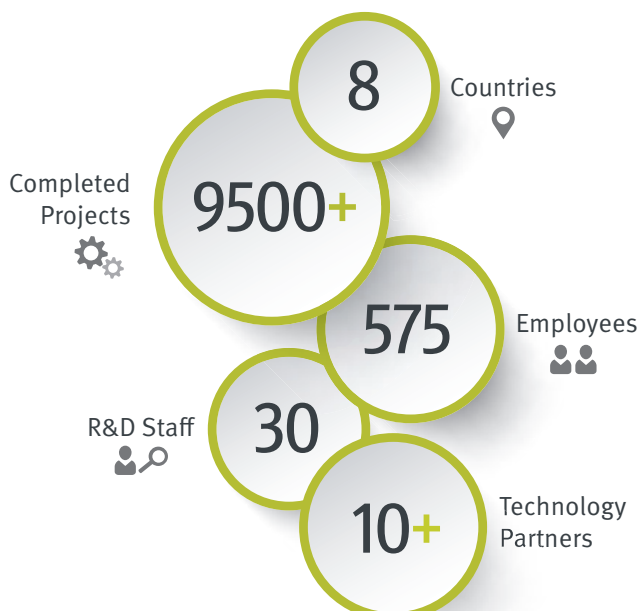 8
Countries
Completed
Projects
9500+
575
Employees
R&D Staff
30
10+
Technology
Partners